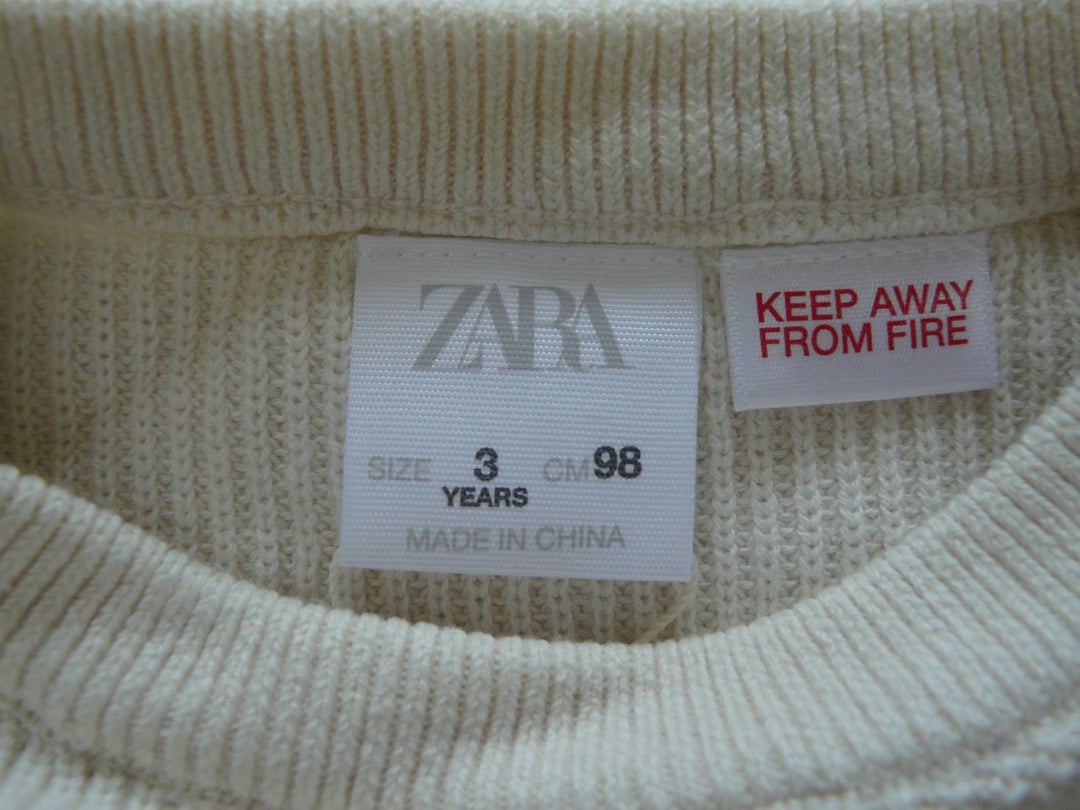 ZARA
SIZE 3 CM 98
YEARS
MADE IN CHINA
KEEP AWAY
FROM FIRE